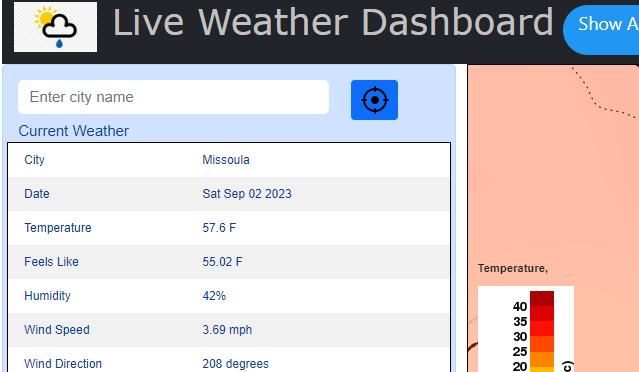 Live Weather Dashboard
Show A
Enter city name
Current Weather
City Missoula
Date Sat Sep 02 2023
Temperature 57.6 F
Feels Like 55.02 F
Humidity 42%
Wind Speed 3.69 mph
Wind Direction 208 degrees
Temperature,
40
35
30
25
20
c)